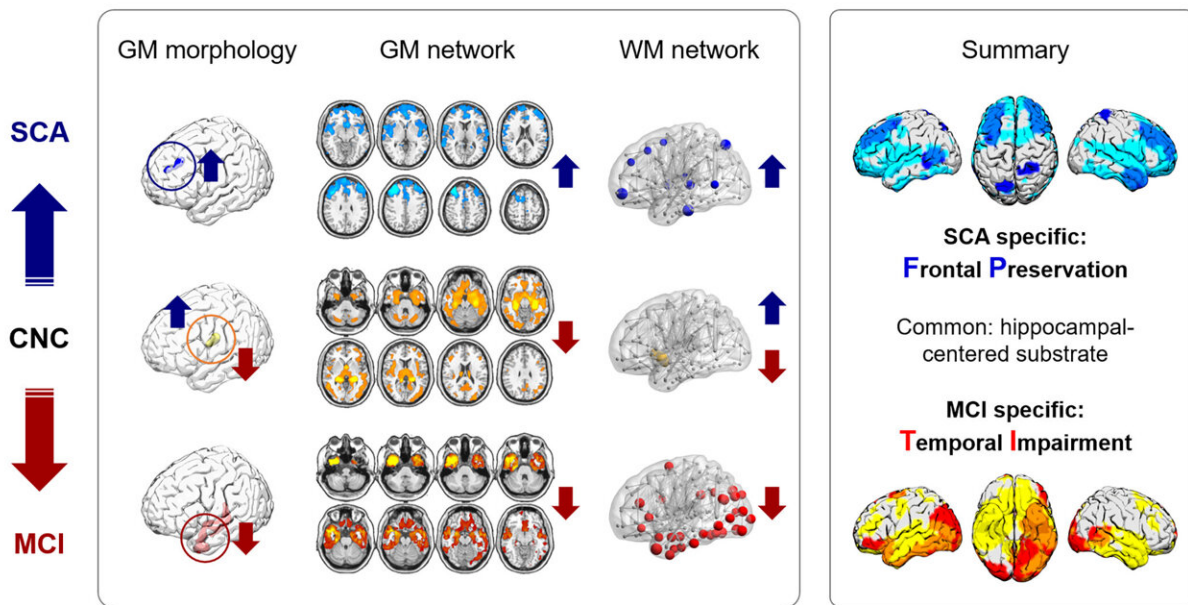 GM morphology
GM network
WM network
Summary
SCA
CNC
MCI
SCA specific:
Frontal Preservation
Common: hippocampal-
centered substrate
MCI specific:
Temporal Impairment